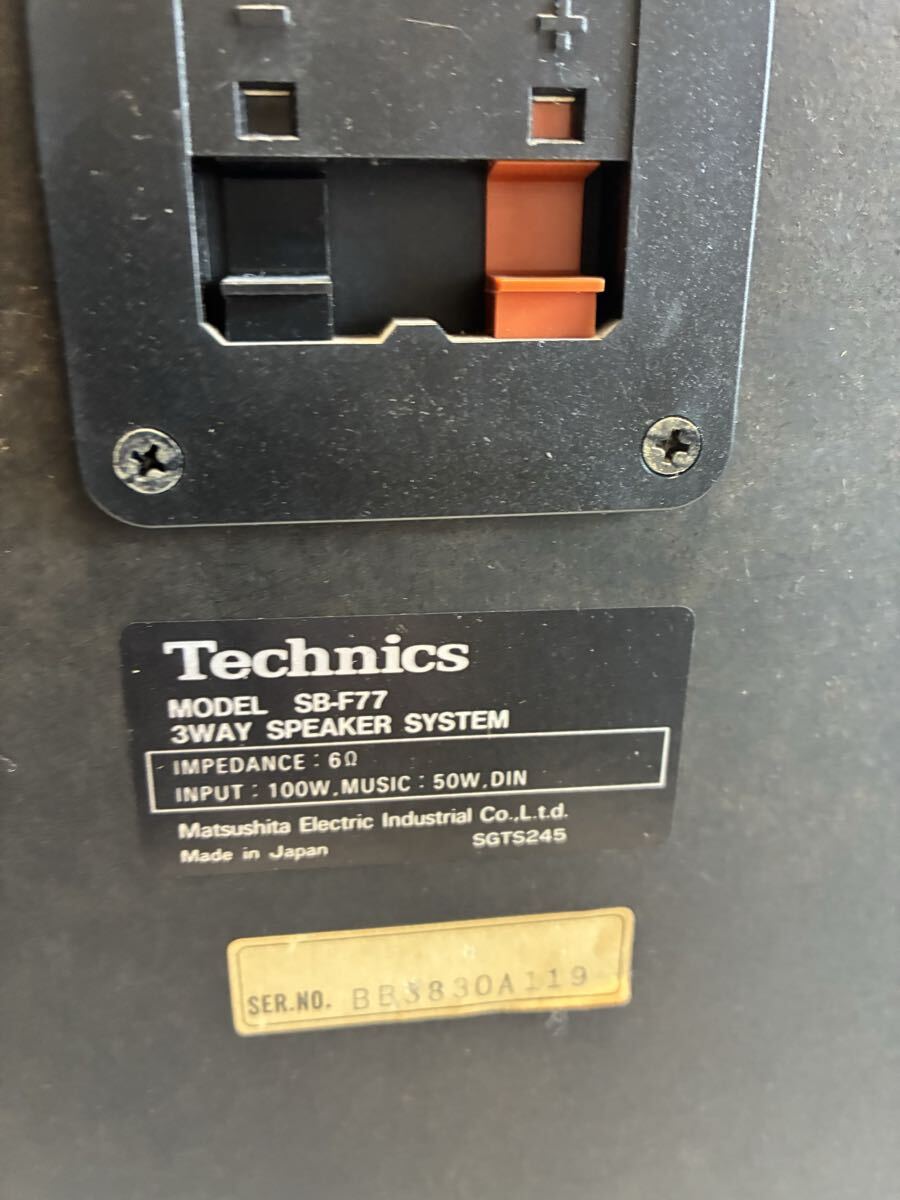 − +
Technics
MODEL SB-F77
3WAY SPEAKER SYSTEM
IMPEDANCE : 6Ω
INPUT : 100W. MUSIC : 50W. DIN
Matsushita Electric Industrial Co.,L.t.d.
Made in Japan SGTS245
SER.NO. BB3830A119